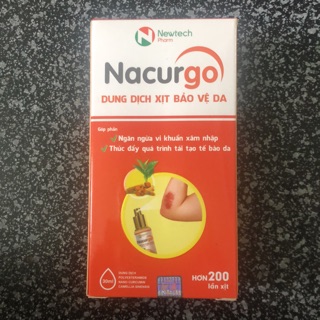 Newtech
Pharm
Nacurgo
DUNG DỊCH XỊT BẢO VỆ DA
Góp phần
Ngăn ngừa vi khuẩn xâm nhập
Thúc đẩy quá trình tái tạo tế bào da
HƠN 200
lần xịt